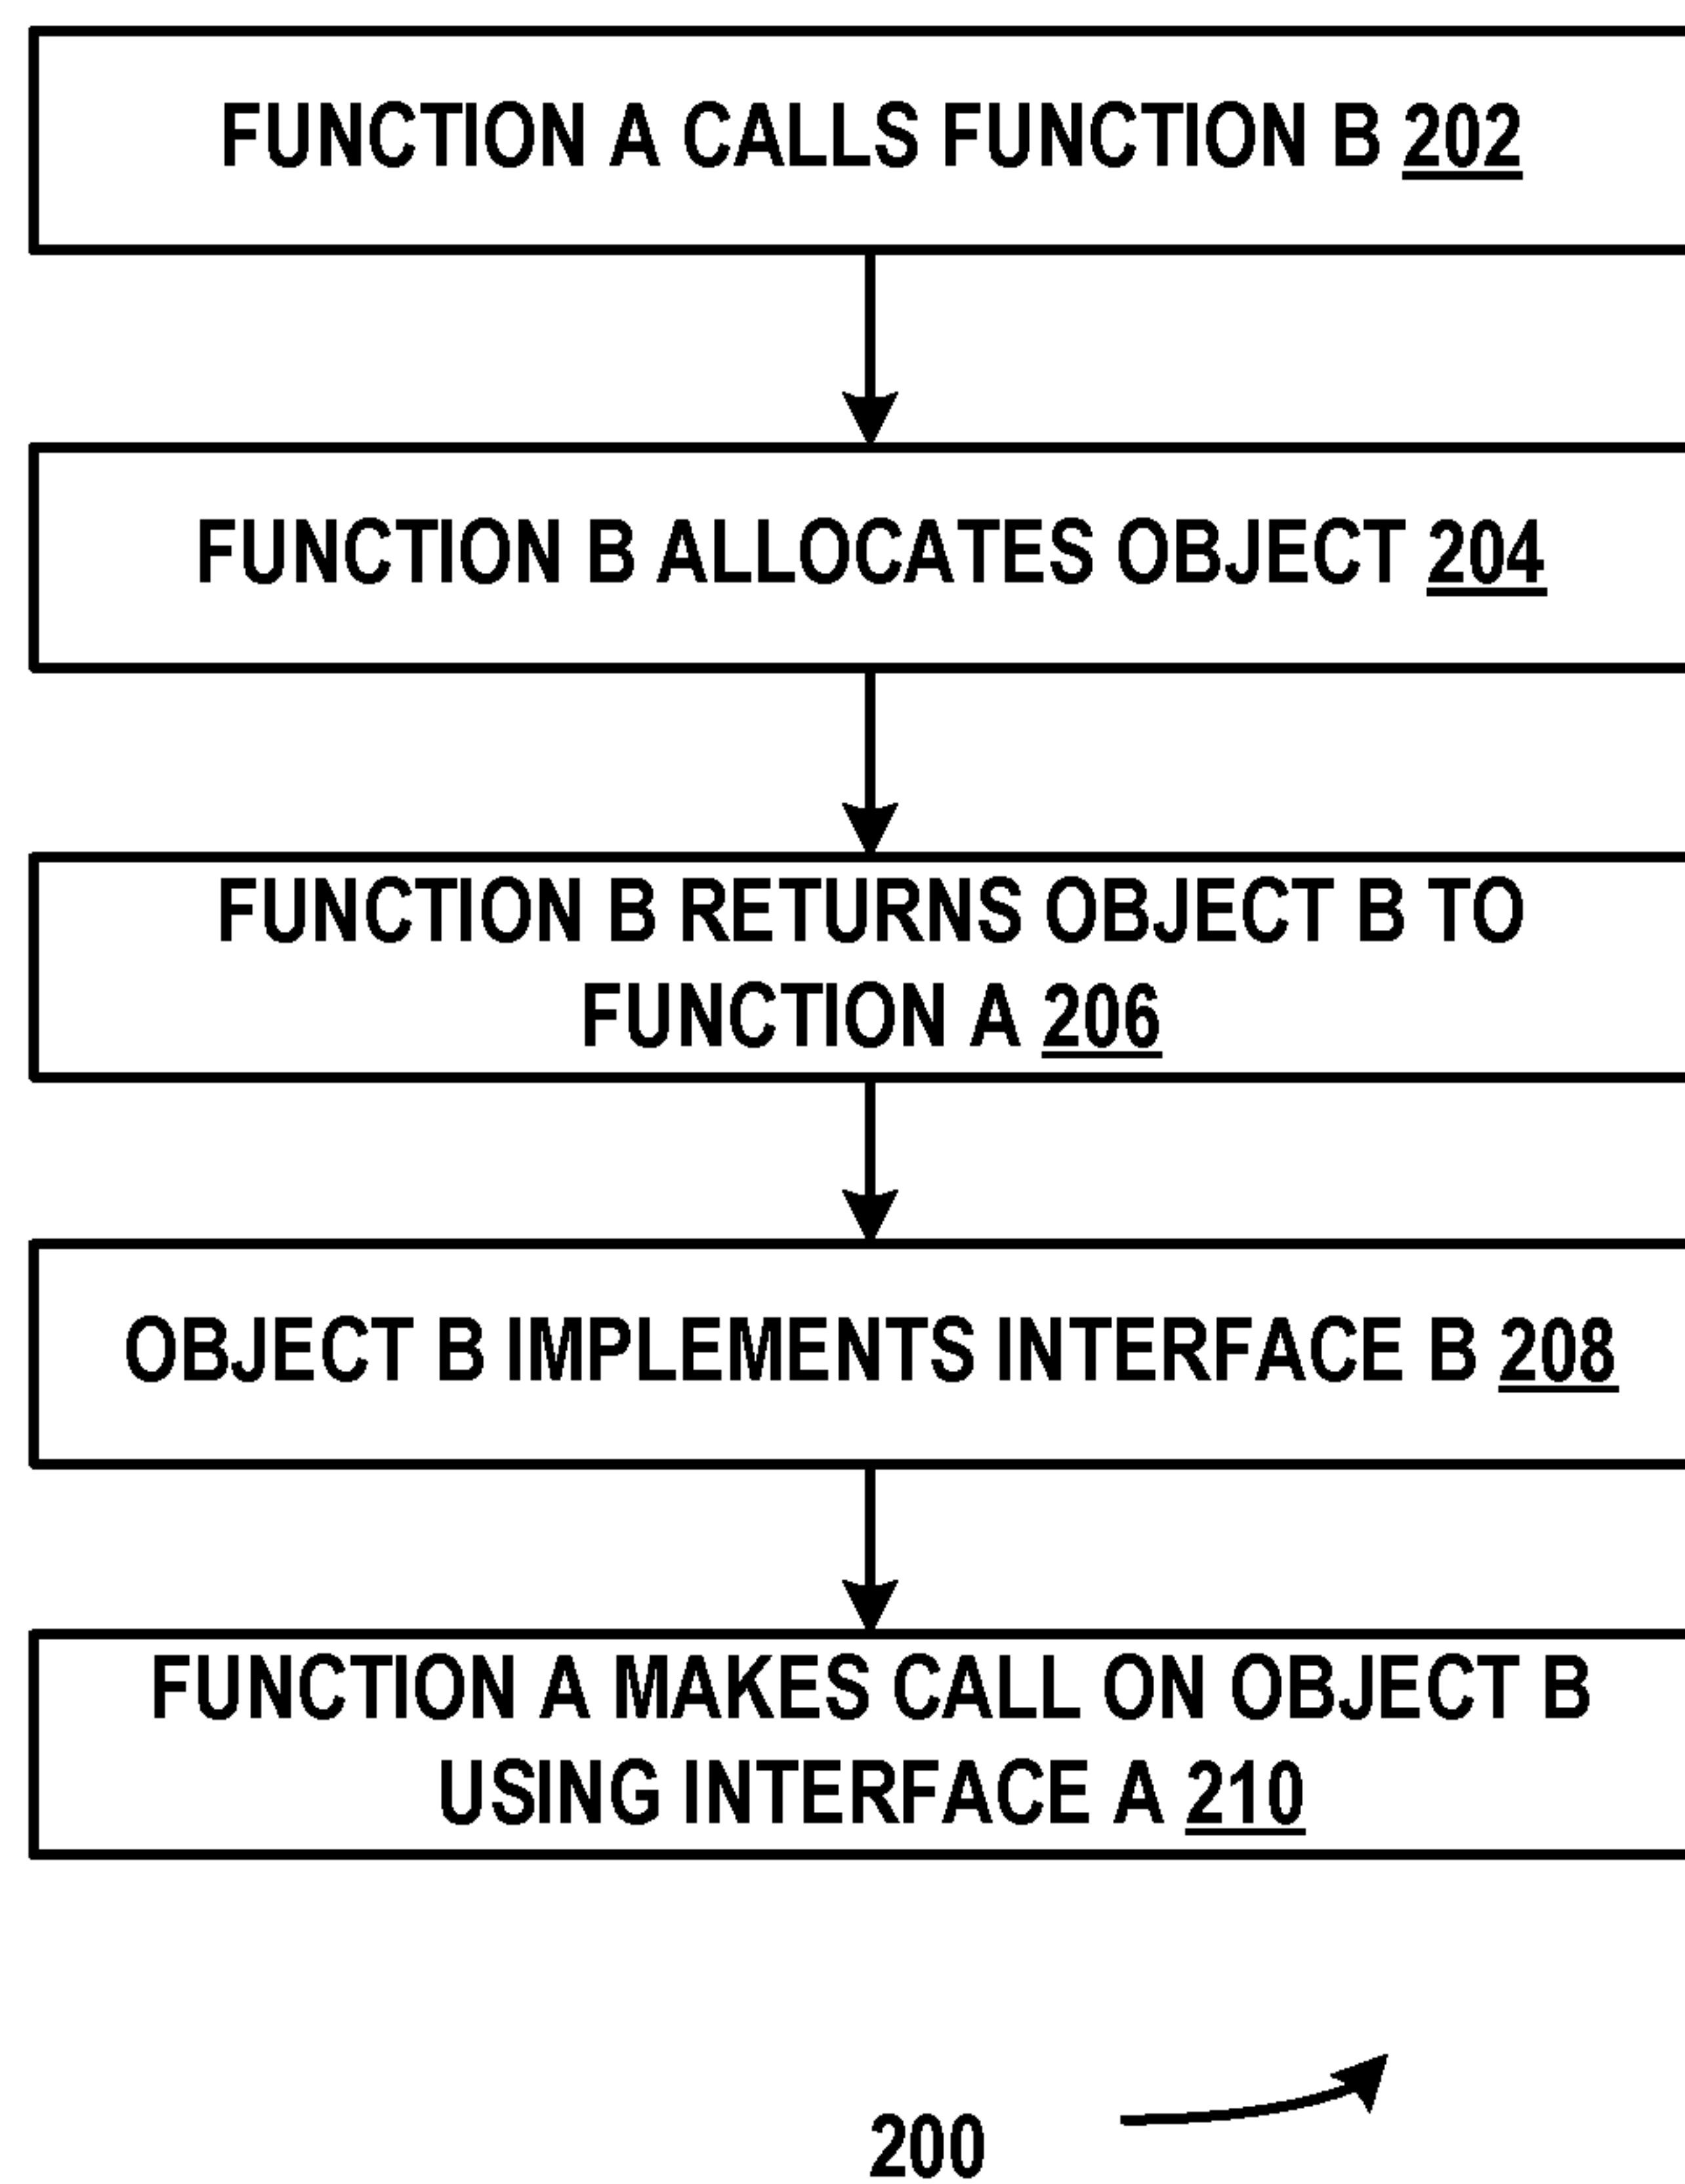 FUNCTION A CALLS FUNCTION B 202
FUNCTION B ALLOCATES OBJECT 204
FUNCTION B RETURNS OBJECT B TO
FUNCTION A 206
OBJECT B IMPLEMENTS INTERFACE B 208
FUNCTION A MAKES CALL ON OBJECT B
USING INTERFACE A 210
200